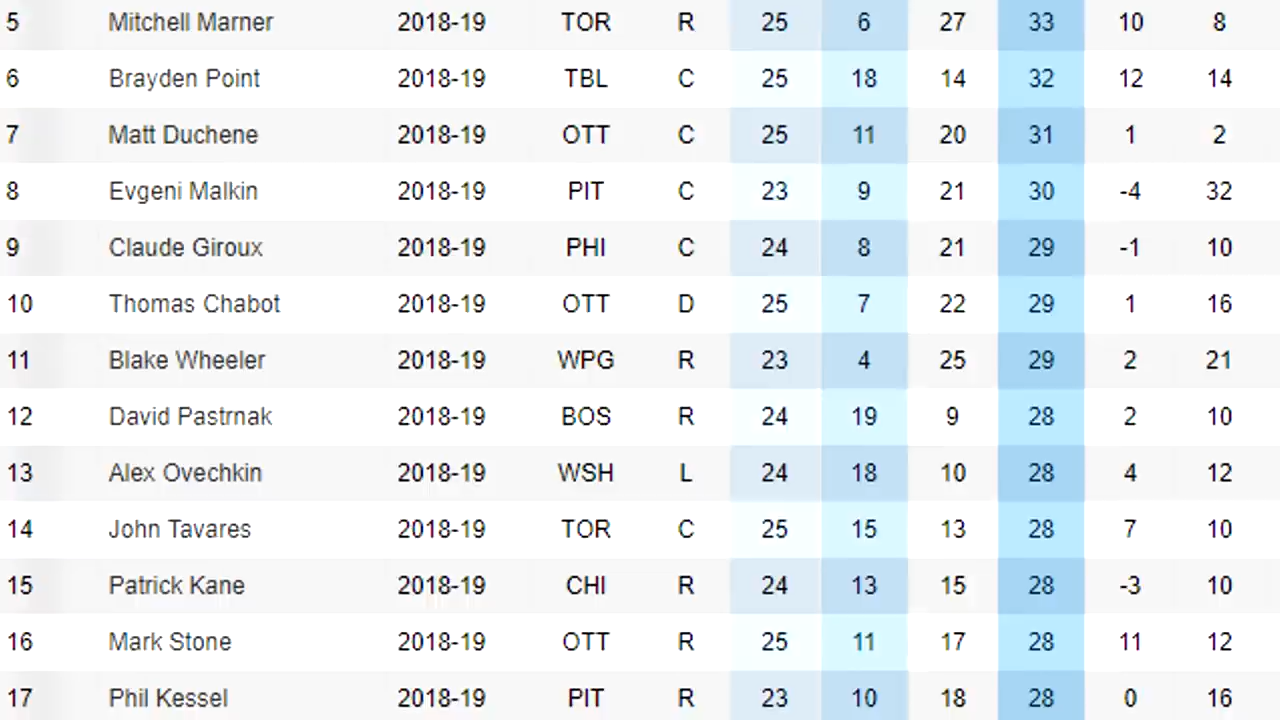 5 Mitchell Marner 2018-19 TOR R 25 6 27 33 10 8
6 Brayden Point 2018-19 TBL C 25 18 14 32 12 14
7 Matt Duchene 2018-19 OTT C 25 11 20 31 1 2
8 Evgeni Malkin 2018-19 PIT C 23 9 21 30 -4 32
9 Claude Giroux 2018-19 PHI C 24 8 21 29 -1 10
10 Thomas Chabot 2018-19 OTT D 25 7 22 29 1 16
11 Blake Wheeler 2018-19 WPG R 23 4 25 29 2 21
12 David Pastrnak 2018-19 BOS R 24 19 9 28 2 10
13 Alex Ovechkin 2018-19 WSH L 24 18 10 28 4 12
14 John Tavares 2018-19 TOR C 25 15 13 28 7 10
15 Patrick Kane 2018-19 CHI R 24 13 15 28 -3 10
16 Mark Stone 2018-19 OTT R 25 11 17 28 11 12
17 Phil Kessel 2018-19 PIT R 23 10 18 28 0 16